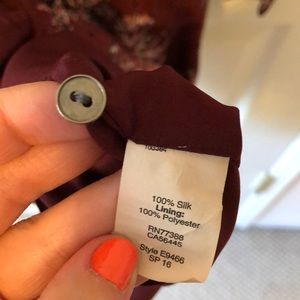 100% Silk
Lining:
100% Polyester
RN77388
CA56445
Style E9466
SP 16